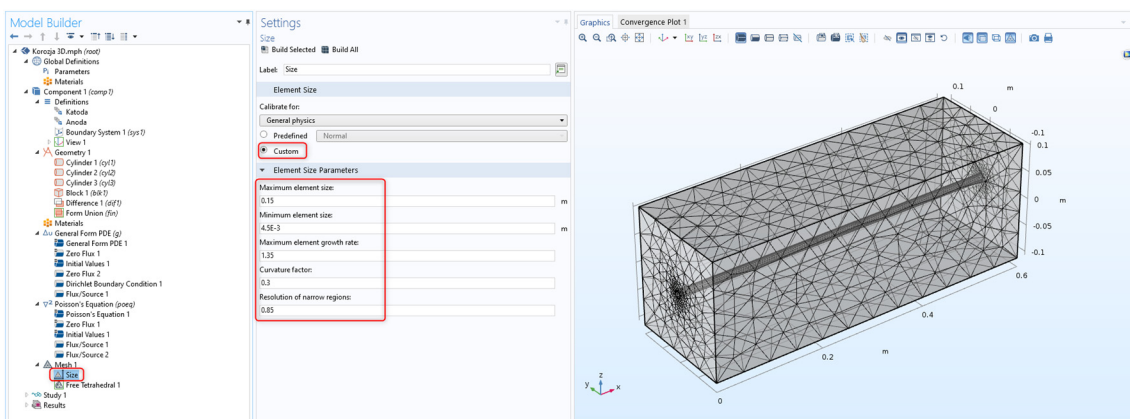 Model Builder
Korozja 3D.mph (root)
Global Definitions
Pi Parameters
Materials
Component 1 (comp1)
Definitions
Katoda
Anoda
Boundary System 1 (sys1)
View 1
Geometry 1
Cylinder 1 (cyl1)
Cylinder 2 (cyl2)
Cylinder 3 (cyl3)
Block 1 (blk1)
Difference 1 (dif1)
Form Union (fin)
Materials
Δu General Form PDE (g)
General Form PDE 1
Zero Flux 1
Initial Values 1
Zero Flux 2
Dirichlet Boundary Condition 1
Flux/Source 1
∇² Poisson's Equation (poeq)
Poisson's Equation 1
Zero Flux 1
Initial Values 1
Flux/Source 1
Flux/Source 2
Mesh 1
Size
Free Tetrahedral 1
Study 1
Results
Settings
Size
Build Selected Build All
Label: Size
Element Size
Calibrate for:
General physics
Predefined Normal
Custom
Element Size Parameters
Maximum element size:
0.15 m
Minimum element size:
4.5E-3 m
Maximum element growth rate:
1.35
Curvature factor:
0.3
Resolution of narrow regions:
0.85
Graphics Convergence Plot 1
0.1 m
0
-0.1
0.1
0.05
0 m
-0.05
-0.1
0.6
0.4
m
0.2
0
z
y x